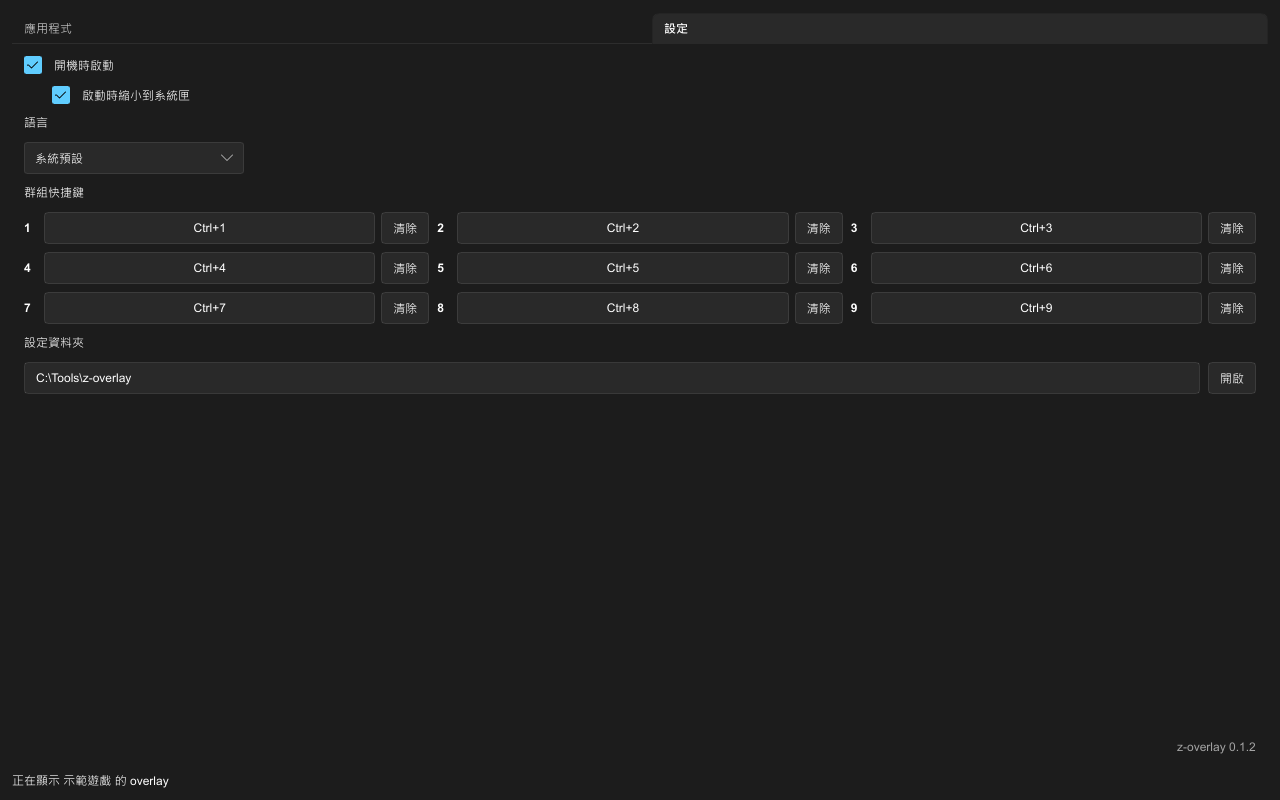 應用程式 設定
開機時啟動
啟動時縮小到系統匣
語言
系統預設
群組快捷鍵
1 Ctrl+1 清除 2 Ctrl+2 清除 3 Ctrl+3 清除
4 Ctrl+4 清除 5 Ctrl+5 清除 6 Ctrl+6 清除
7 Ctrl+7 清除 8 Ctrl+8 清除 9 Ctrl+9 清除
設定資料夾
C:\Tools\z-overlay 開啟
z-overlay 0.1.2
正在顯示 示範遊戲 的 overlay